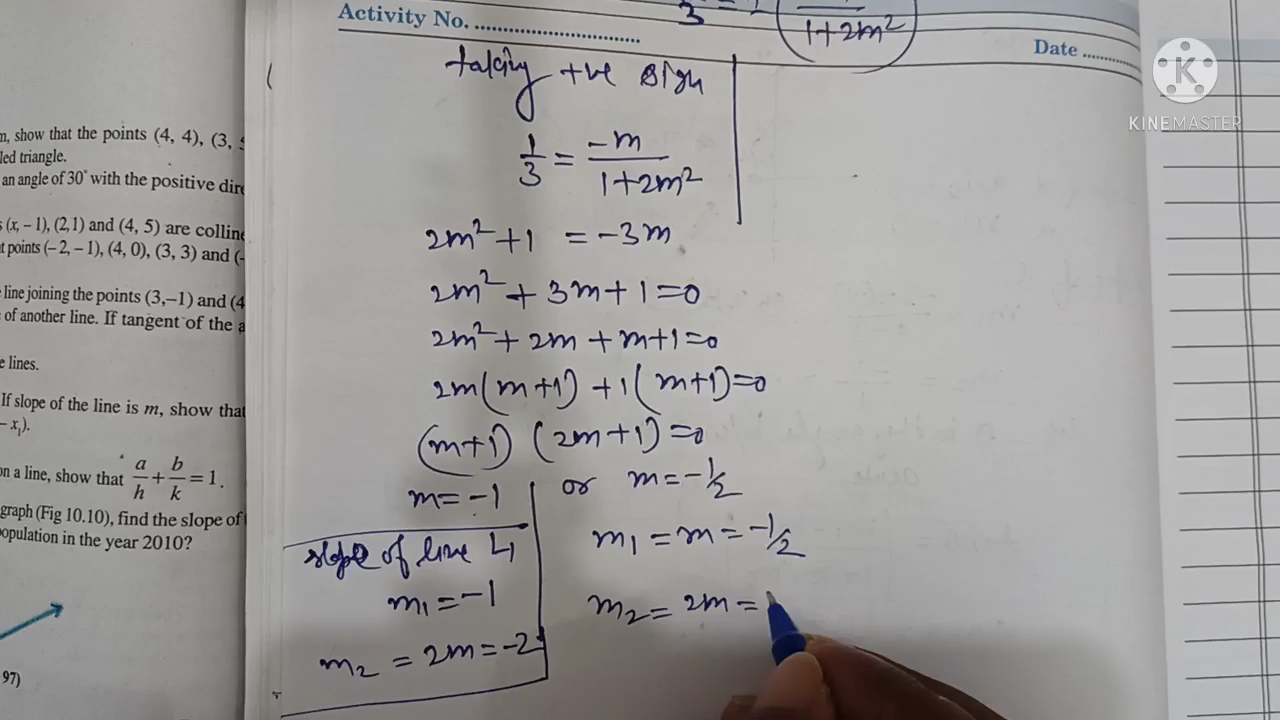 3
1+2m²
Activity No. ................................
Date ..........
KINEMASTER
K
taking +ve sign
1/3 = -m/(1+2m²)
2m²+1 = -3m
2m² + 3m+1=0
2m² + 2m + m+1=0
2m(m+1) +1(m+1)=0
(m+1) (2m+1)=0
m= -1 or m= -1/2
slope of line L1
m₁ = -1
m₂ = 2m = -2
m₁ = m = -1/2
m₂ = 2m =
, show that the points (4, 4), (3,
led triangle.
an angle of 30° with the positive dire
(x, – 1), (2,1) and (4, 5) are colline
t points (– 2, – 1), (4, 0), (3, 3) and (–
line joining the points (3,–1) and (4
of another line. If tangent of the a
e lines.
If slope of the line is m, show that
– x₁).
on a line, show that a/h + b/k = 1.
graph (Fig 10.10), find the slope of
opulation in the year 2010?
97)